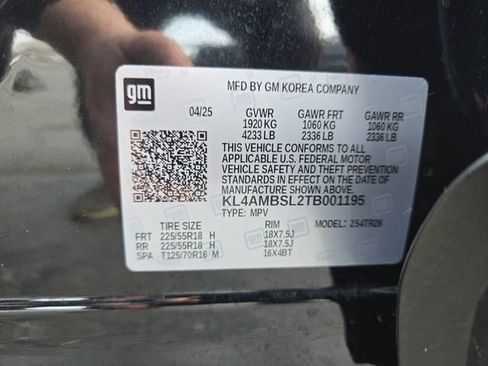 gm
MFD BY GM KOREA COMPANY
04/25 GVWR GAWR FRT GAWR RR
1920 KG 1060 KG 1060 KG
4233 LB 2336 LB 2336 LB
THIS VEHICLE CONFORMS TO ALL
APPLICABLE U.S. FEDERAL MOTOR
VEHICLE SAFETY AND THEFT PREVENTION
STANDARDS IN EFFECT ON THE DATE OF
MANUFACTURE SHOWN ABOVE.
KL4AMBSL2TB001195
TYPE: MPV MODEL: 2S4TR26
TIRE SIZE RIM
FRT 225/55R18 H 18X7.5J
RR 225/55R18 H 18X7.5J
SPA T125/70R16 M 16X4BT